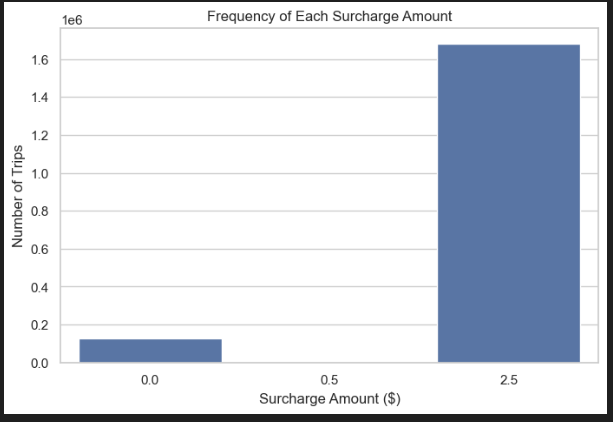 Frequency of Each Surcharge Amount
1e6
1.6
1.4
1.2
1.0
0.8
0.6
0.4
0.2
0.0
Number of Trips
0.0 0.5 2.5
Surcharge Amount ($)